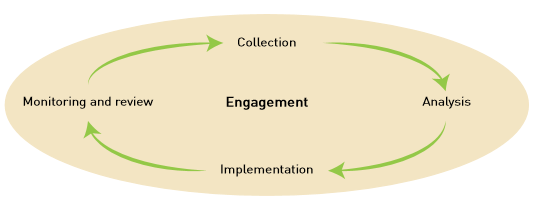 Collection
Monitoring and review
Engagement
Analysis
Implementation